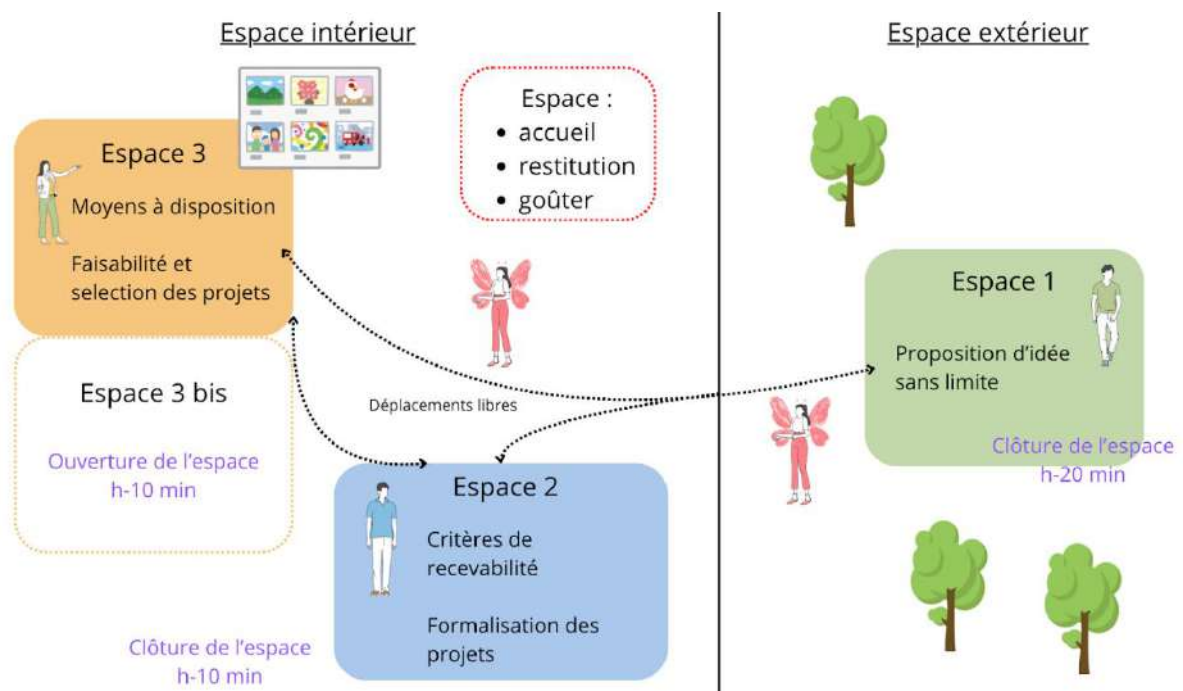 Espace intérieur
Espace extérieur
Espace :
• accueil
• restitution
• goûter
Espace 3
Moyens à disposition
Faisabilité et
selection des projets
Espace 1
Proposition d'idée
sans limite
Clôture de l'espace
h-20 min
Espace 3 bis
Ouverture de l'espace
h-10 min
Déplacements libres
Espace 2
Critères de
recevabilité
Formalisation des
projets
Clôture de l'espace
h-10 min